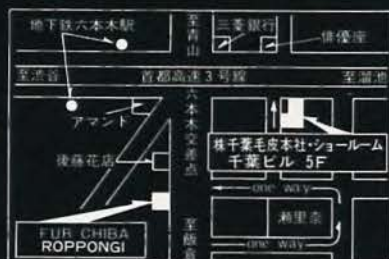 地下鉄六本木駅
至青山
三菱銀行
俳優座
至渋谷
首都高速3号線
至溜池
アマンド
六本木交差点
株千葉毛皮本社・ショールーム
千葉ビル 5F
後藤花店
one way
瀬里奈
FUR CHIBA
ROPPONGI
至飯倉
one way